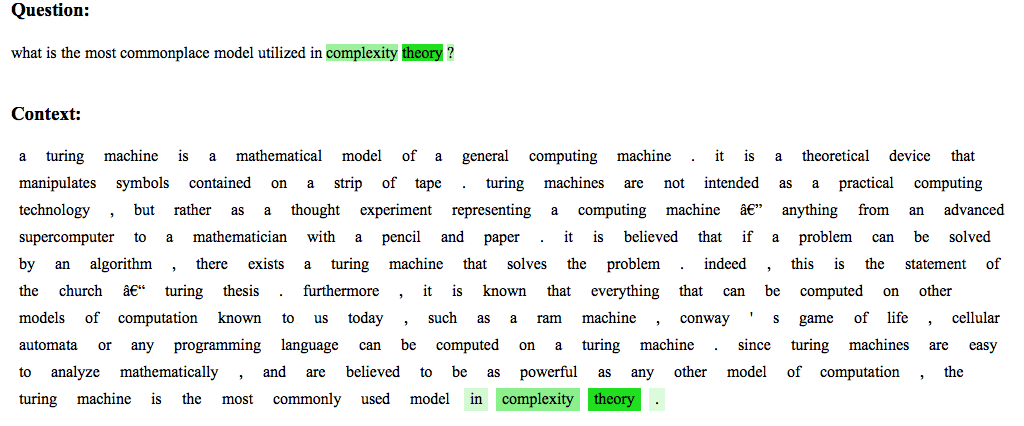 Question:
what is the most commonplace model utilized in complexity theory ?
Context:
a turing machine is a mathematical model of a general computing machine . it is a theoretical device that
manipulates symbols contained on a strip of tape . turing machines are not intended as a practical computing
technology , but rather as a thought experiment representing a computing machine â€” anything from an advanced
supercomputer to a mathematician with a pencil and paper . it is believed that if a problem can be solved
by an algorithm , there exists a turing machine that solves the problem . indeed , this is the statement of
the church â€“ turing thesis . furthermore , it is known that everything that can be computed on other
models of computation known to us today , such as a ram machine , conway ' s game of life , cellular
automata or any programming language can be computed on a turing machine . since turing machines are easy
to analyze mathematically , and are believed to be as powerful as any other model of computation , the
turing machine is the most commonly used model in complexity theory .